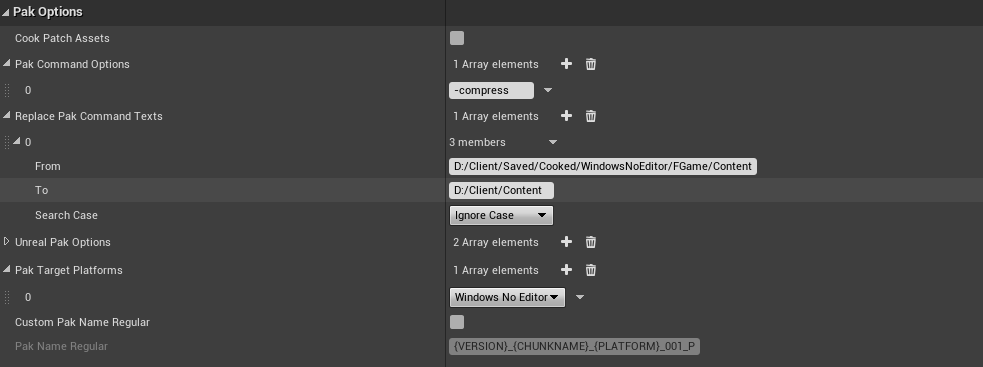 Pak Options
Cook Patch Assets
Pak Command Options 1 Array elements
0 -compress
Replace Pak Command Texts 1 Array elements
0 3 members
From D:/Client/Saved/Cooked/WindowsNoEditor/FGame/Content
To D:/Client/Content
Search Case Ignore Case
Unreal Pak Options 2 Array elements
Pak Target Platforms 1 Array elements
0 Windows No Editor
Custom Pak Name Regular
Pak Name Regular {VERSION}_{CHUNKNAME}_{PLATFORM}_001_P